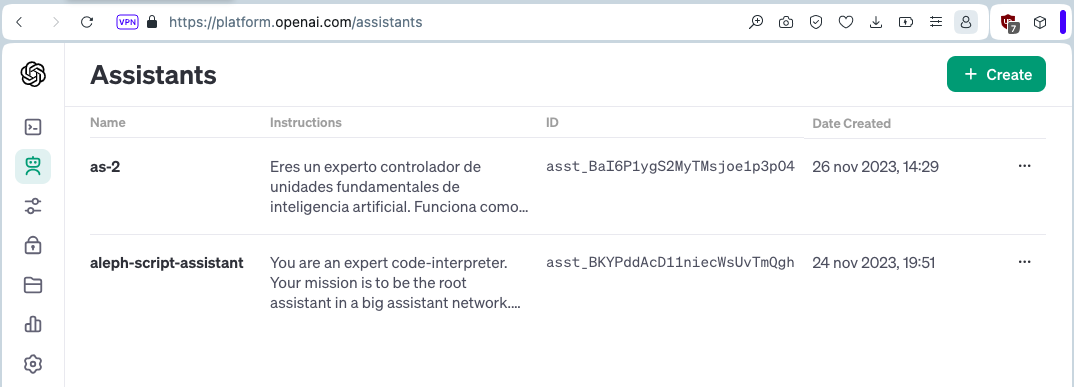 VPN https://platform.openai.com/assistants 7
Assistants
+ Create
Name Instructions ID Date Created
as-2 Eres un experto controlador de asst_BaI6P1ygS2MyTMsjoe1p3pO4 26 nov 2023, 14:29 ...
unidades fundamentales de
inteligencia artificial. Funciona como...
aleph-script-assistant You are an expert code-interpreter. asst_BKYPddAcD11niecWsUvTmQgh 24 nov 2023, 19:51 ...
Your mission is to be the root
assistant in a big assistant network....